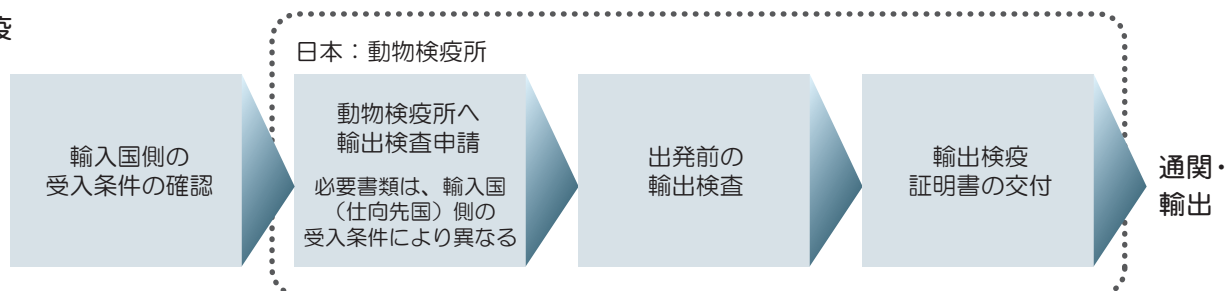 疫
日本：動物検疫所
輸入国側の
受入条件の確認
動物検疫所へ
輸出検査申請
必要書類は、輸入国
（仕向先国）側の
受入条件により異なる
出発前の
輸出検査
輸出検疫
証明書の交付
通関・
輸出